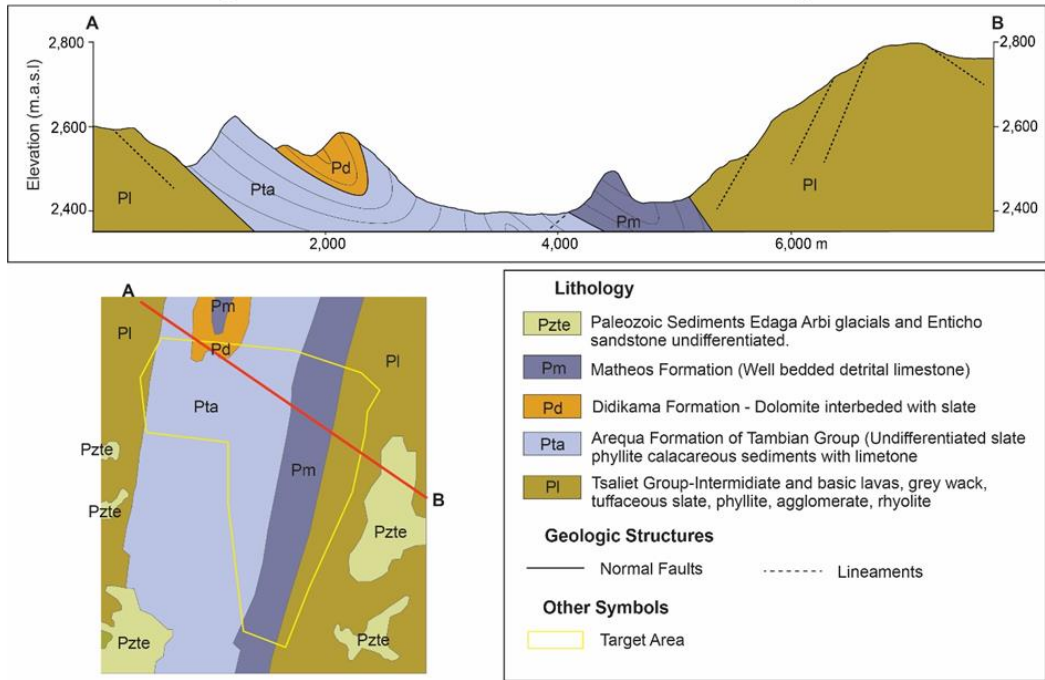 A
B
Elevation (m.a.s.l)
2,800
2,600
2,400
2,800
2,600
2,400
Pl
Pta
Pd
Pm
Pl
2,000
4,000
6,000 m
A
Pm
Pl
Pd
Pl
Pta
Pzte
Pm
B
Pzte
Pzte
Pzte
Pzte
Lithology
Pzte Paleozoic Sediments Edaga Arbi glacials and Enticho
sandstone undifferentiated.
Pm Matheos Formation (Well bedded detrital limestone)
Pd Didikama Formation - Dolomite interbeded with slate
Pta Arequa Formation of Tambian Group (Undifferentiated slate
phyllite calacareous sediments with limetone
Pl Tsaliet Group-Intermidiate and basic lavas, grey wack,
tuffaceous slate, phyllite, agglomerate, rhyolite
Geologic Structures
Normal Faults
Lineaments
Other Symbols
Target Area